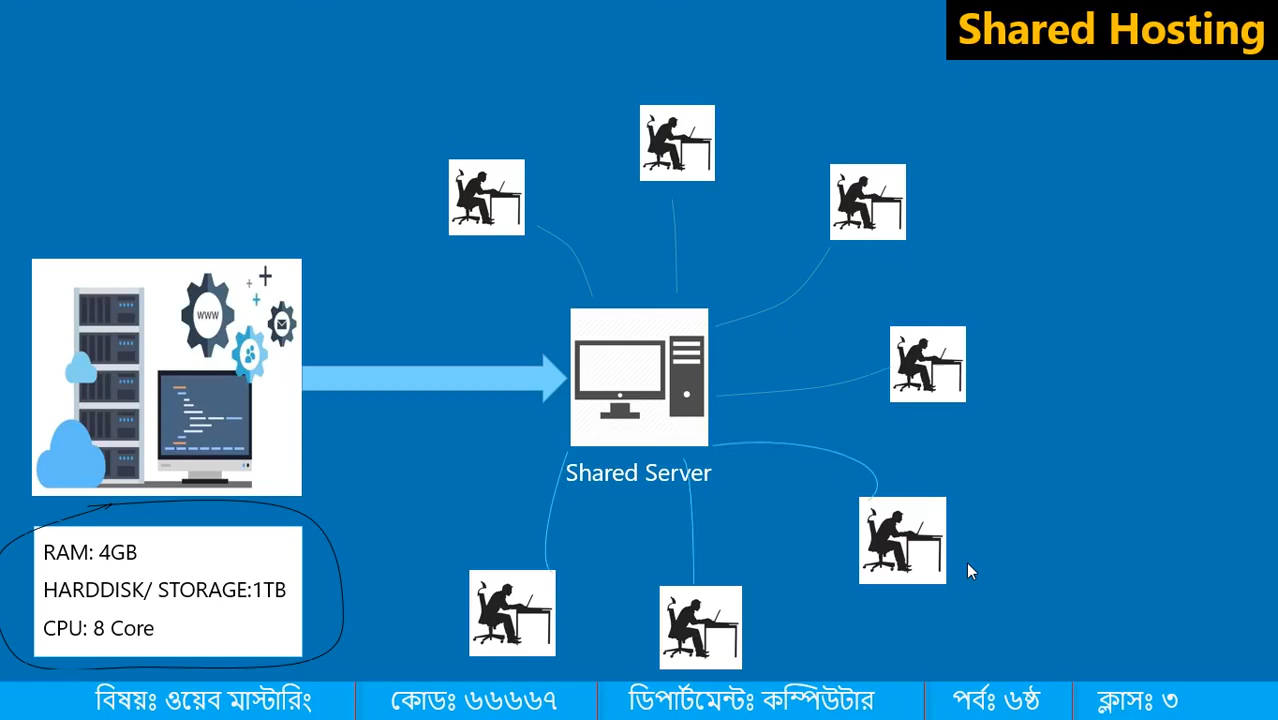 Shared Hosting
www
Shared Server
RAM: 4GB
HARDDISK/ STORAGE:1TB
CPU: 8 Core
বিষয়ঃ ওয়েব মাস্টারিং
কোডঃ ৬৬৬৬৭
ডিপার্টমেন্টঃ কম্পিউটার
পর্বঃ ৬ষ্ঠ
ক্লাসঃ ৩